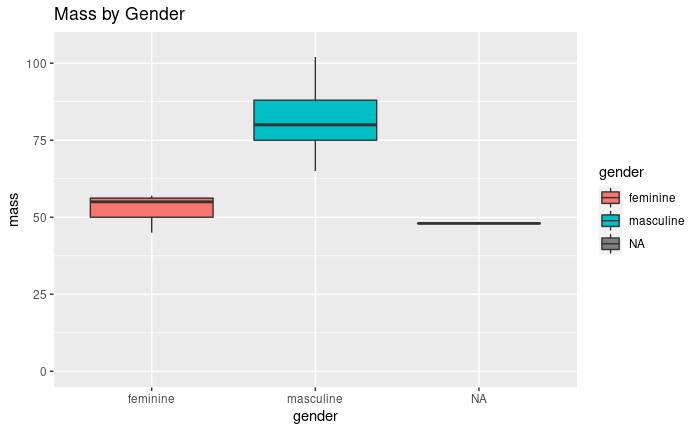 Mass by Gender
100
75
50
25
0
mass
feminine
masculine
NA
gender
gender
feminine
masculine
NA